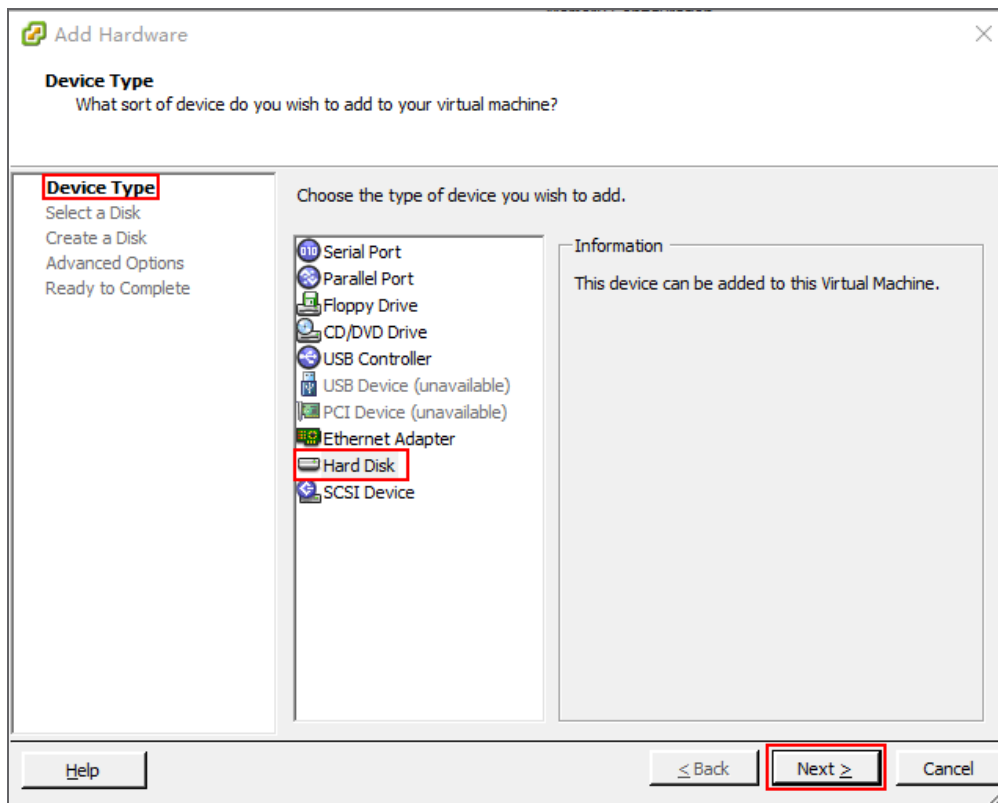 Add Hardware
Device Type
What sort of device do you wish to add to your virtual machine?
Device Type
Select a Disk
Create a Disk
Advanced Options
Ready to Complete
Choose the type of device you wish to add.
Serial Port
Parallel Port
Floppy Drive
CD/DVD Drive
USB Controller
USB Device (unavailable)
PCI Device (unavailable)
Ethernet Adapter
Hard Disk
SCSI Device
Information
This device can be added to this Virtual Machine.
Help
< Back
Next >
Cancel